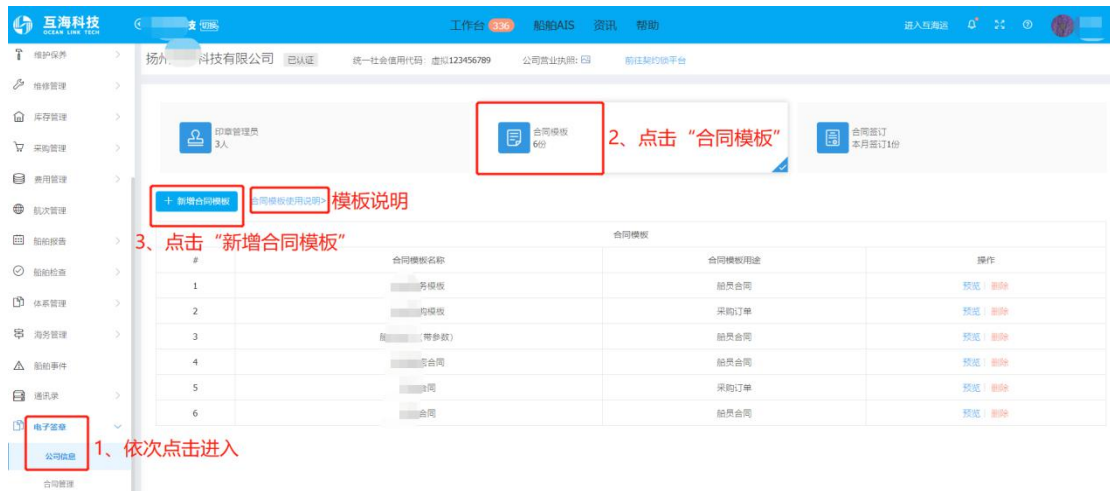 互海科技
OCEAN LINK TECH
技
工作台 336 船舶AIS 资讯 帮助
进入互海远
维护保养
维修管理
库存管理
采购管理
费用管理
航次管理
船舶报告
船舶检查
体系管理
海务管理
船舶事件
通讯录
电子签章
公司信息
合同管理
扬州 科技有限公司 已认证 统一社会信用代码: 虚拟123456789 公司营业执照: 前往契约锁平台
印章管理员
3人
合同模板
6份
2、点击“合同模板”
合同签订
本月签订1份
+ 新增合同模板 合同模板使用说明> 模板说明
3、点击“新增合同模板”
合同模板
# 合同模板名称 合同模板用途 操作
1 务模板 船员合同 预览 | 删除
2 购模板 采购订单 预览 | 删除
3 (带参数) 船员合同 预览 | 删除
4 合同 船员合同 预览 | 删除
5 合同 采购订单 预览 | 删除
6 合同 船员合同 预览 | 删除
1、依次点击进入